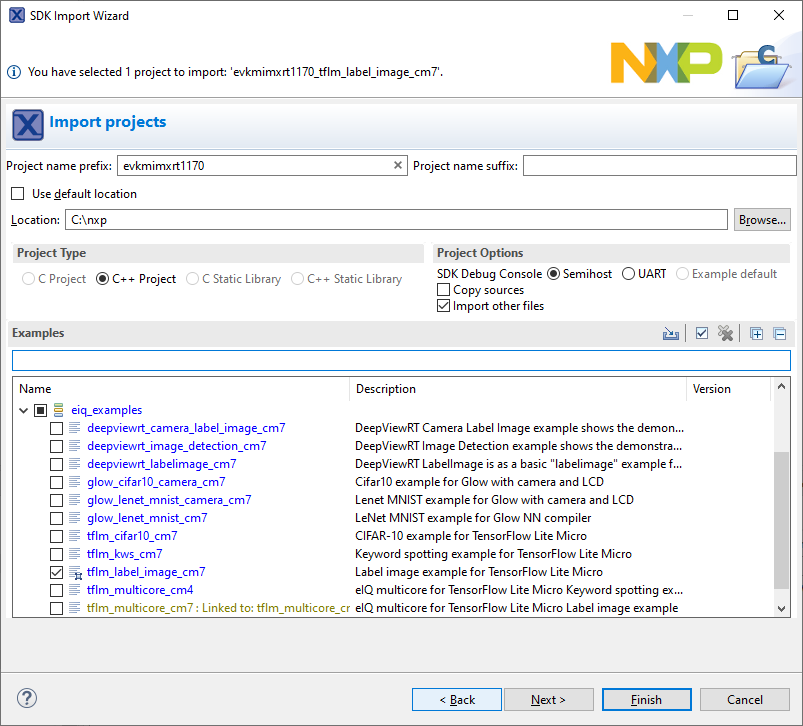 SDK Import Wizard
You have selected 1 project to import: 'evkmimxrt1170_tflm_label_image_cm7'.
NXP
C
X
Import projects
Project name prefix: evkmimxrt1170 Project name suffix:
Use default location
Location: C:\nxp Browse...
Project Type Project Options
SDK Debug Console Semihost UART Example default
C Project C++ Project C Static Library C++ Static Library
Copy sources
Import other files
Examples
Name Description Version
eiq_examples
deepviewrt_camera_label_image_cm7 DeepViewRT Camera Label Image example shows the demon...
deepviewrt_image_detection_cm7 DeepViewRT Image Detection example shows the demonstra...
deepviewrt_labelimage_cm7 DeepViewRT LabelImage is as a basic "labelimage" example f...
glow_cifar10_camera_cm7 Cifar10 example for Glow with camera and LCD
glow_lenet_mnist_camera_cm7 Lenet MNIST example for Glow with camera and LCD
glow_lenet_mnist_cm7 LeNet MNIST example for Glow NN compiler
tflm_cifar10_cm7 CIFAR-10 example for TensorFlow Lite Micro
tflm_kws_cm7 Keyword spotting example for TensorFlow Lite Micro
tflm_label_image_cm7 Label image example for TensorFlow Lite Micro
tflm_multicore_cm4 eIQ multicore for TensorFlow Lite Micro Keyword spotting ex...
tflm_multicore_cm7 : Linked to: tflm_multicore_cr eIQ multicore for TensorFlow Lite Micro Label image example
? < Back Next > Finish Cancel